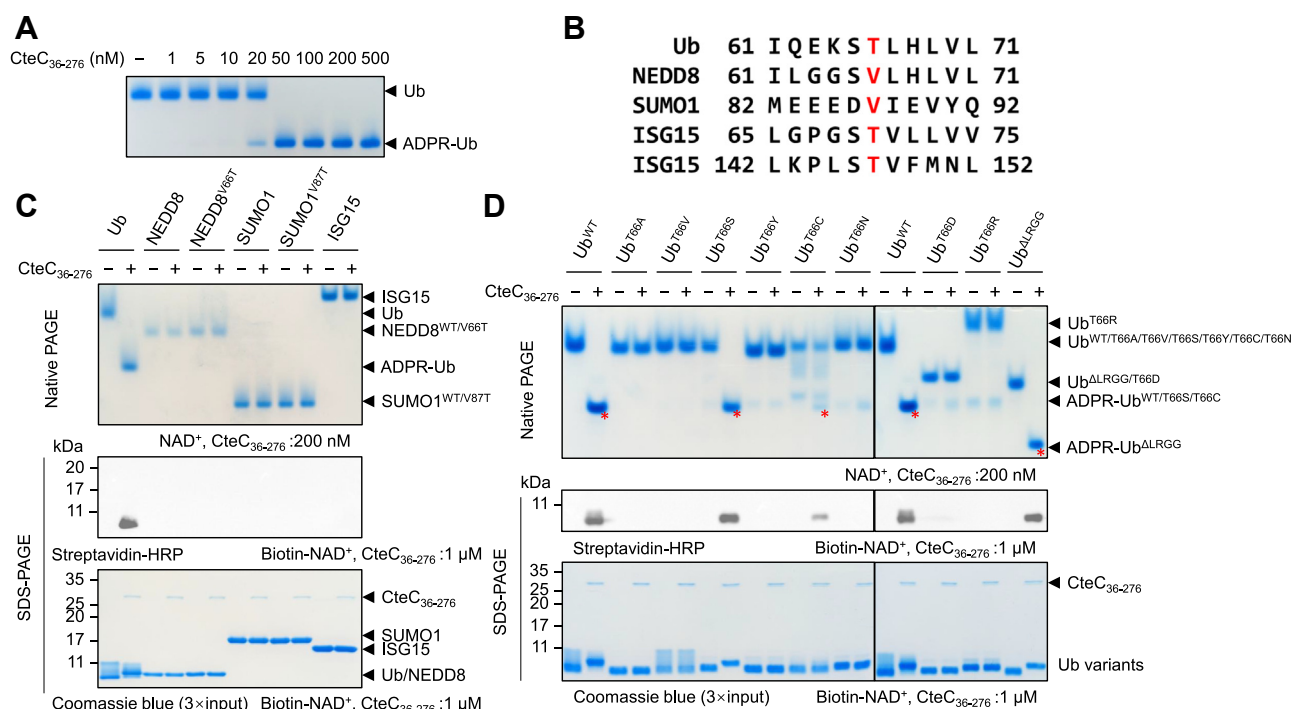 A
CteC36-276 (nM) – 1 5 10 20 50 100 200 500
Ub
ADPR-Ub
B
Ub 61 I Q E K S T L H L V L 71
NEDD8 61 I L G G S V L H L V L 71
SUMO1 82 M E E E D V I E V Y Q 92
ISG15 65 L G P G S T V L L V V 75
ISG15 142 L K P L S T V F M N L 152
C
Ub NEDD8 NEDD8V66T SUMO1 SUMO1V87T ISG15
CteC36-276 – + – + – + – + – + – +
Native PAGE
ISG15
Ub
NEDD8WT/V66T
ADPR-Ub
SUMO1WT/V87T
NAD+, CteC36-276 :200 nM
kDa
20
17
11
Streptavidin-HRP Biotin-NAD+, CteC36-276 :1 µM
SDS-PAGE
35
25
20
17
11
CteC36-276
SUMO1
ISG15
Ub/NEDD8
Coomassie blue (3×input) Biotin-NAD+, CteC36-276 :1 µM
D
UbWT UbT66A UbT66V UbT66S UbT66Y UbT66C UbT66N UbWT UbT66D UbT66R UbΔLRGG
CteC36-276 – + – + – + – + – + – + – + – + – + – + – +
Native PAGE
UbT66R
UbWT/T66A/T66V/T66S/T66Y/T66C/T66N
UbΔLRGG/T66D
ADPR-UbWT/T66S/T66C
ADPR-UbΔLRGG
* * * * *
NAD+, CteC36-276 :200 nM
kDa
11
Streptavidin-HRP Biotin-NAD+, CteC36-276 :1 µM
SDS-PAGE
35
25
20
17
11
CteC36-276
Ub variants
Coomassie blue (3×input) Biotin-NAD+, CteC36-276 :1 µM